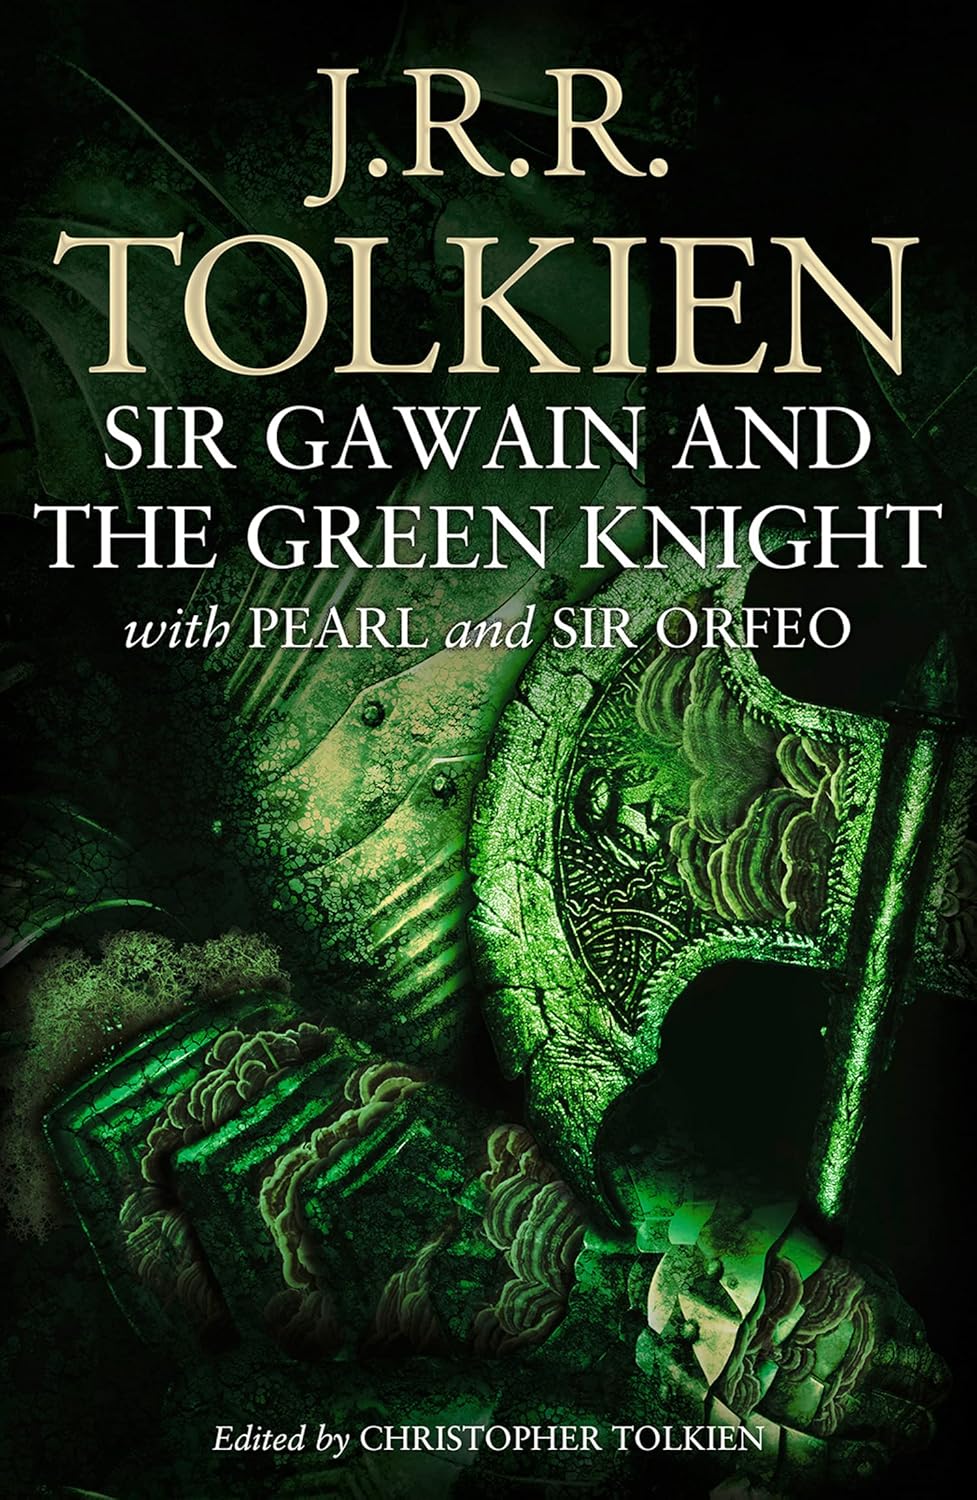 J.R.R.
TOLKIEN
SIR GAWAIN AND
THE GREEN KNIGHT
with PEARL and SIR ORFEO
Edited by CHRISTOPHER TOLKIEN